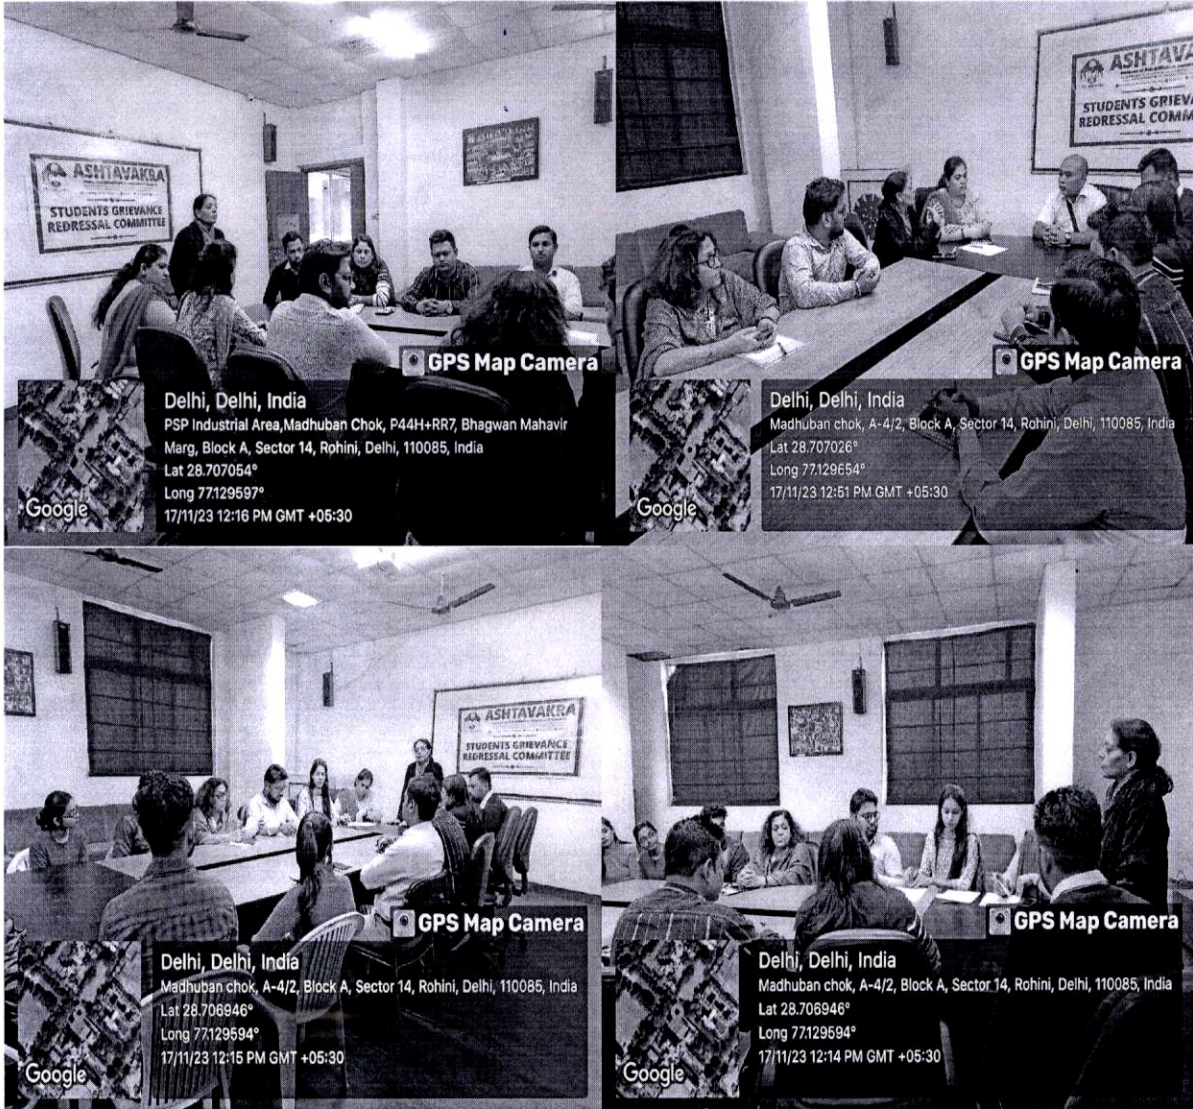 ASHTAVAKRA
STUDENTS GRIEVANCE
REDRESSAL COMMITTEE
GPS Map Camera
Delhi, Delhi, India
PSP Industrial Area,Madhuban Chok, P44H+RR7, Bhagwan Mahavir
Marg, Block A, Sector 14, Rohini, Delhi, 110085, India
Lat 28.707054°
Long 77.129597°
17/11/23 12:16 PM GMT +05:30
Google
ASHTAVA
STUDENTS GRIEVA
REDRESSAL COMM
GPS Map Camera
Delhi, Delhi, India
Madhuban chok, A-4/2, Block A, Sector 14, Rohini, Delhi, 110085, India
Lat 28.707026°
Long 77.129654°
17/11/23 12:51 PM GMT +05:30
Google
ASHTAVAKRA
STUDENTS GRIEVANCE
REDRESSAL COMMITTEE
GPS Map Camera
Delhi, Delhi, India
Madhuban chok, A-4/2, Block A, Sector 14, Rohini, Delhi, 110085, India
Lat 28.706946°
Long 77.129594°
17/11/23 12:15 PM GMT +05:30
Google
GPS Map Camera
Delhi, Delhi, India
Madhuban chok, A-4/2, Block A, Sector 14, Rohini, Delhi, 110085, India
Lat 28.706946°
Long 77.129594°
17/11/23 12:14 PM GMT +05:30
Google